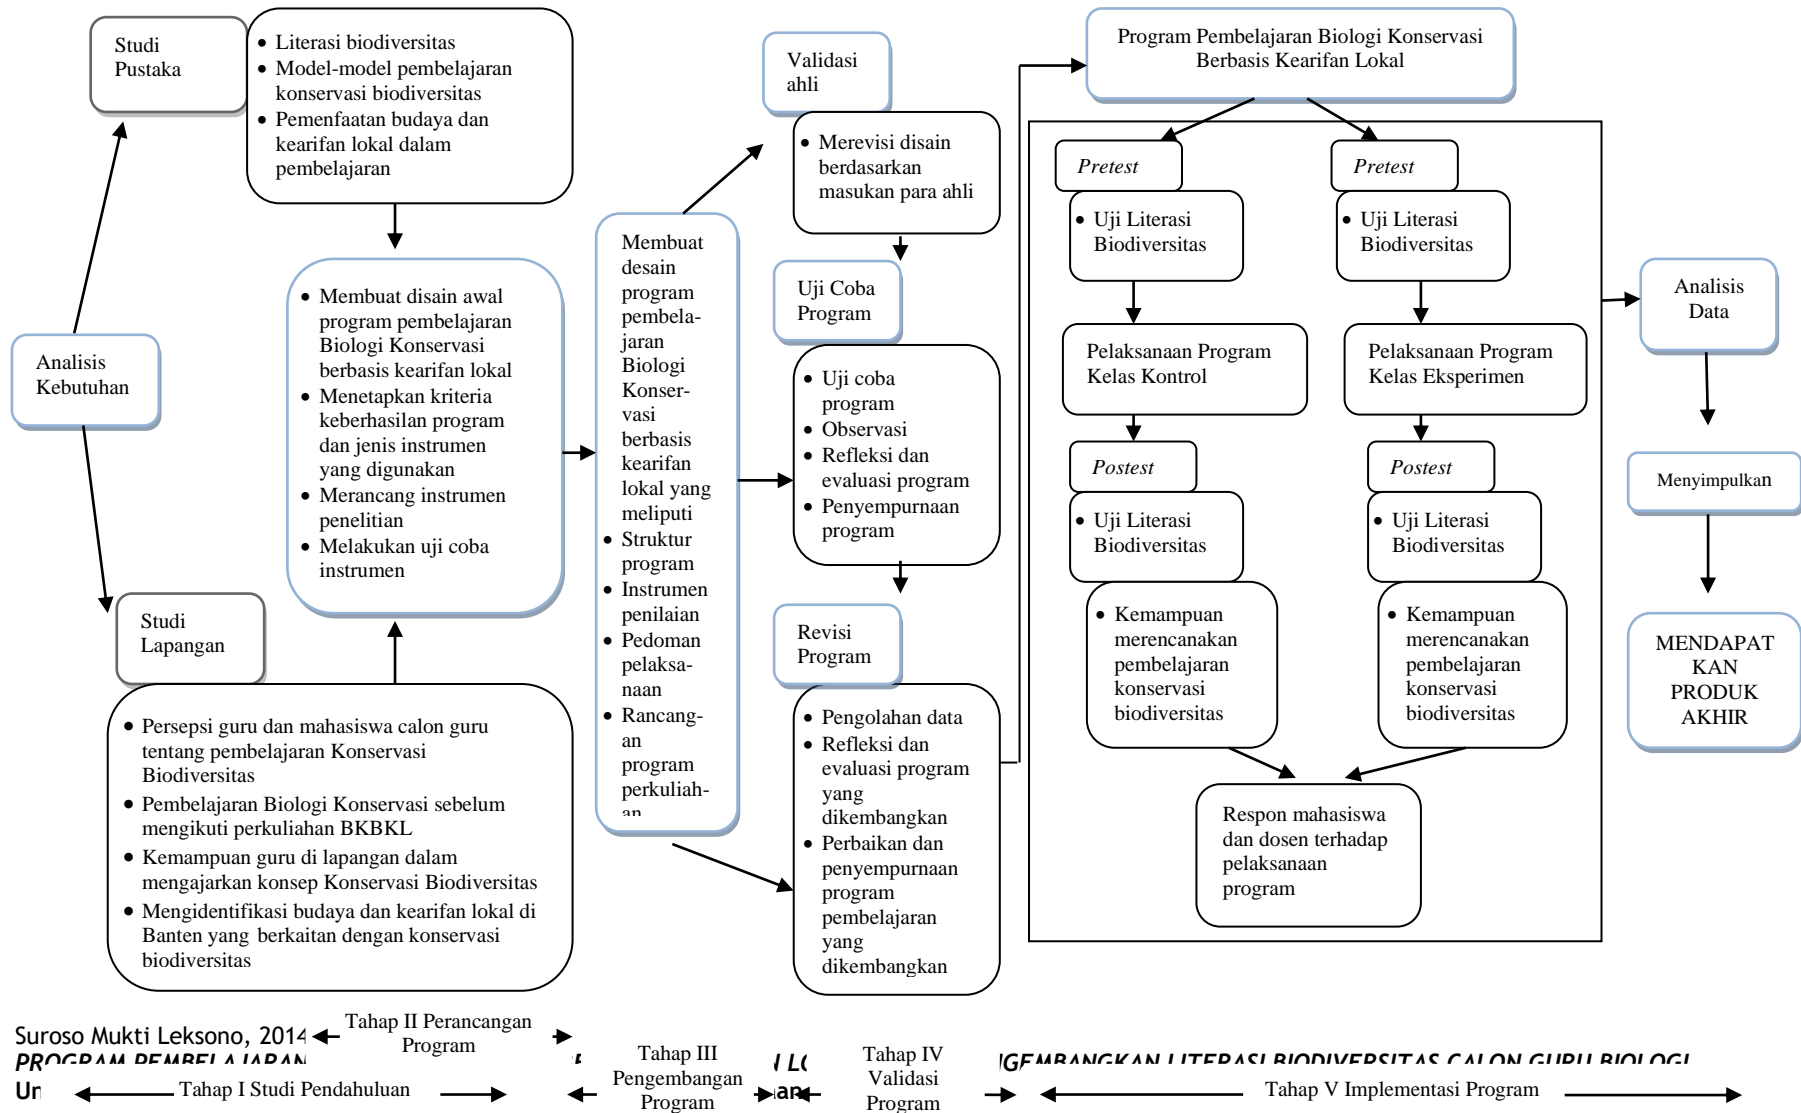 Studi
Pustaka
• Literasi biodiversitas
• Model-model pembelajaran
konservasi biodiversitas
• Pemenfaatan budaya dan
kearifan lokal dalam
pembelajaran
Analisis
Kebutuhan
• Membuat disain awal
program pembelajaran
Biologi Konservasi
berbasis kearifan lokal
• Menetapkan kriteria
keberhasilan program
dan jenis instrumen
yang digunakan
• Merancang instrumen
penelitian
• Melakukan uji coba
instrumen
Studi
Lapangan
• Persepsi guru dan mahasiswa calon guru
tentang pembelajaran Konservasi
Biodiversitas
• Pembelajaran Biologi Konservasi sebelum
mengikuti perkuliahan BKBKL
• Kemampuan guru di lapangan dalam
mengajarkan konsep Konservasi Biodiversitas
• Mengidentifikasi budaya dan kearifan lokal di
Banten yang berkaitan dengan konservasi
biodiversitas
Membuat
desain
program
pembela-
jaran
Biologi
Konser-
vasi
berbasis
kearifan
lokal yang
meliputi
• Struktur
program
• Instrumen
penilaian
• Pedoman
pelaksa-
naan
• Rancang-
an
program
perkuliah-
an
Validasi
ahli
• Merevisi disain
berdasarkan
masukan para ahli
Uji Coba
Program
• Uji coba
program
• Observasi
• Refleksi dan
evaluasi program
• Penyempurnaan
program
Revisi
Program
• Pengolahan data
• Refleksi dan
evaluasi program
yang
dikembangkan
• Perbaikan dan
penyempurnaan
program
pembelajaran
yang
dikembangkan
Program Pembelajaran Biologi Konservasi
Berbasis Kearifan Lokal
Pretest
• Uji Literasi
Biodiversitas
Pelaksanaan Program
Kelas Kontrol
Postest
• Uji Literasi
Biodiversitas
• Kemampuan
merencanakan
pembelajaran
konservasi
biodiversitas
Pretest
• Uji Literasi
Biodiversitas
Pelaksanaan Program
Kelas Eksperimen
Postest
• Uji Literasi
Biodiversitas
• Kemampuan
merencanakan
pembelajaran
konservasi
biodiversitas
Respon mahasiswa
dan dosen terhadap
pelaksanaan
program
Analisis
Data
Menyimpulkan
MENDAPAT
KAN
PRODUK
AKHIR
Suroso Mukti Leksono, 2014
PROGRAM PEMBELAJARAN LITERASI BIODIVERSITAS CALON GURU BIOLOGI
Tahap I Studi Pendahuluan
Tahap II Perancangan
Program
Tahap III
Pengembangan
Program
Tahap IV
Validasi
Program
Tahap V Implementasi Program